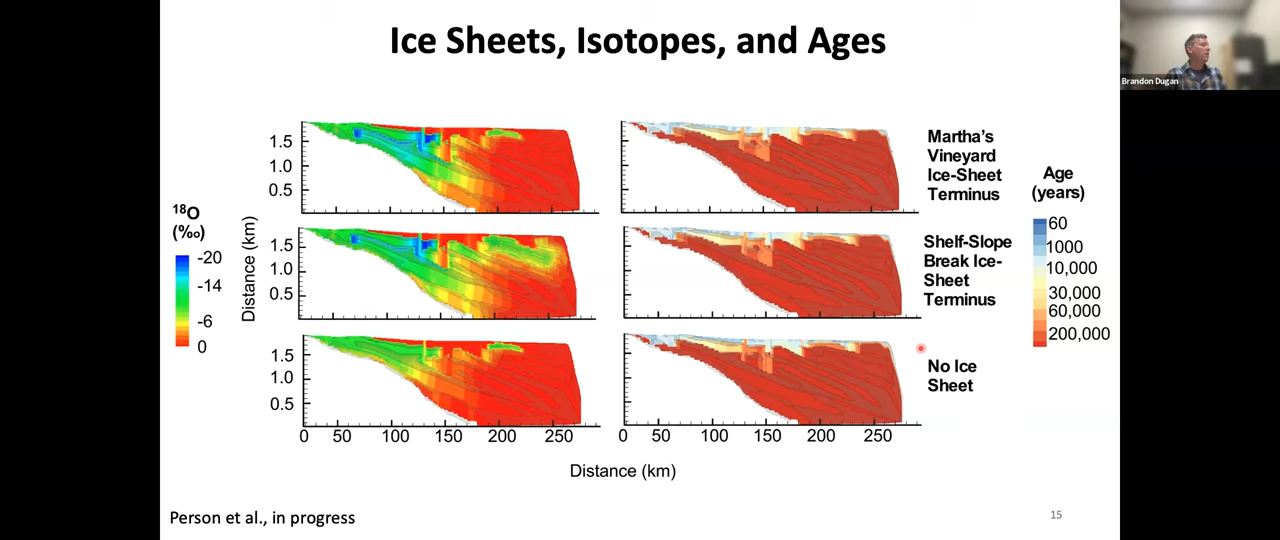 Ice Sheets, Isotopes, and Ages
Brandon Dugan
18O
(‰)
-20
-14
-6
0
Distance (km)
1.5
1.0
0.5
1.5
1.0
0.5
1.5
1.0
0.5
0 50 100 150 200 250
0 50 100 150 200 250
Distance (km)
Martha's
Vineyard
Ice-Sheet
Terminus
Shelf-Slope
Break Ice-
Sheet
Terminus
No Ice
Sheet
Age
(years)
60
1000
10,000
30,000
60,000
200,000
Person et al., in progress
15